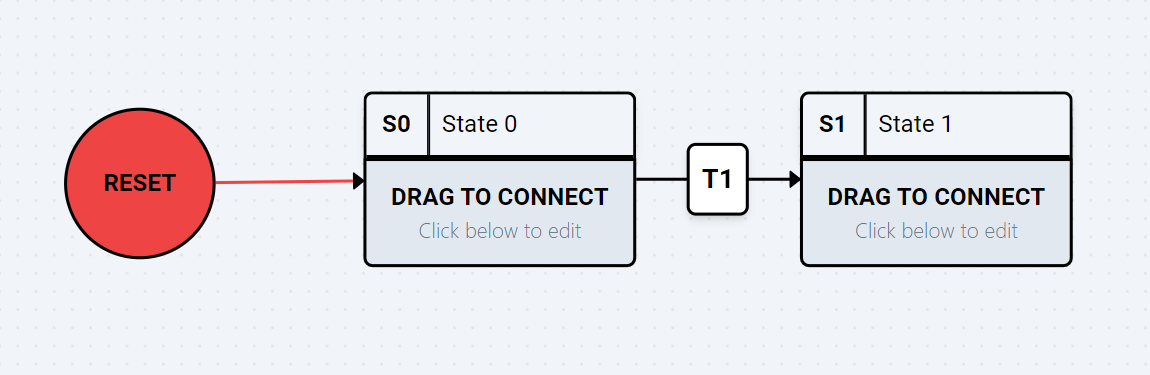 RESET
S0
State 0
DRAG TO CONNECT
Click below to edit
T1
S1
State 1
DRAG TO CONNECT
Click below to edit